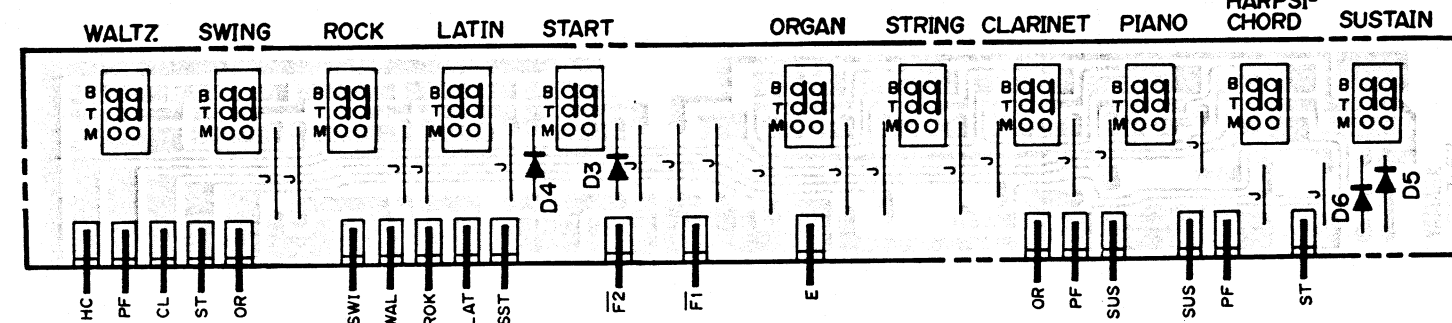 HARPSI-
WALTZ SWING ROCK LATIN START ORGAN STRING CLARINET PIANO CHORD SUSTAIN
B B B B B B B B B B B
T T T T T T T T T T T
M M M M M M M M M M M
J J J J J J J J J J J J J J J J J
D4 D3 D6 D5
HC PF CL ST OR SWI WAL ROK LAT SST F2 F1 E OR PF SUS SUS PF ST